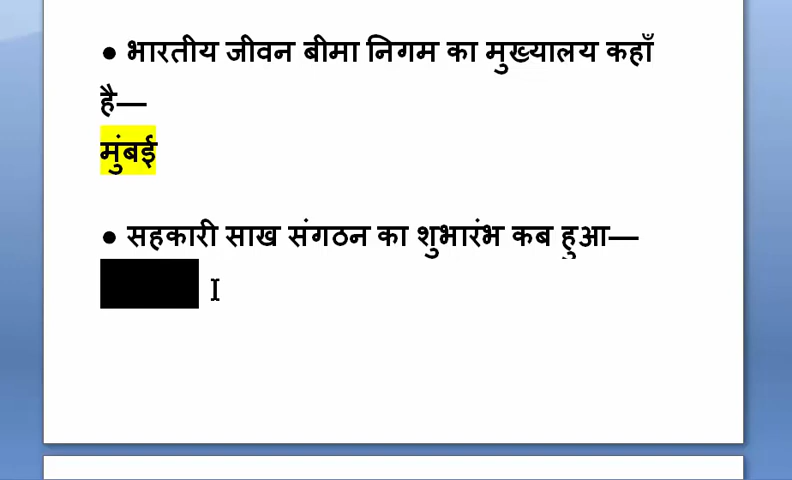 ● भारतीय जीवन बीमा निगम का मुख्यालय कहाँ
है—
मुंबई
● सहकारी साख संगठन का शुभारंभ कब हुआ—